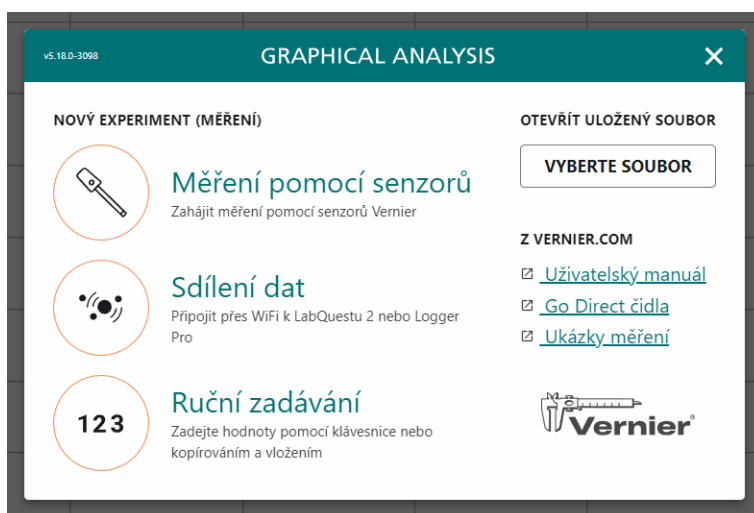 v5.18.0-3098
GRAPHICAL ANALYSIS
NOVÝ EXPERIMENT (MĚŘENÍ)
Měření pomocí senzorů
Zahájit měření pomocí senzorů Vernier
Sdílení dat
Připojit přes WiFi k LabQuestu 2 nebo Logger
Pro
123
Ruční zadávání
Zadejte hodnoty pomocí klávesnice nebo
kopírováním a vložením
OTEVŘÍT ULOŽENÝ SOUBOR
VYBERTE SOUBOR
Z VERNIER.COM
Uživatelský manuál
Go Direct čidla
Ukázky měření
Vernier®